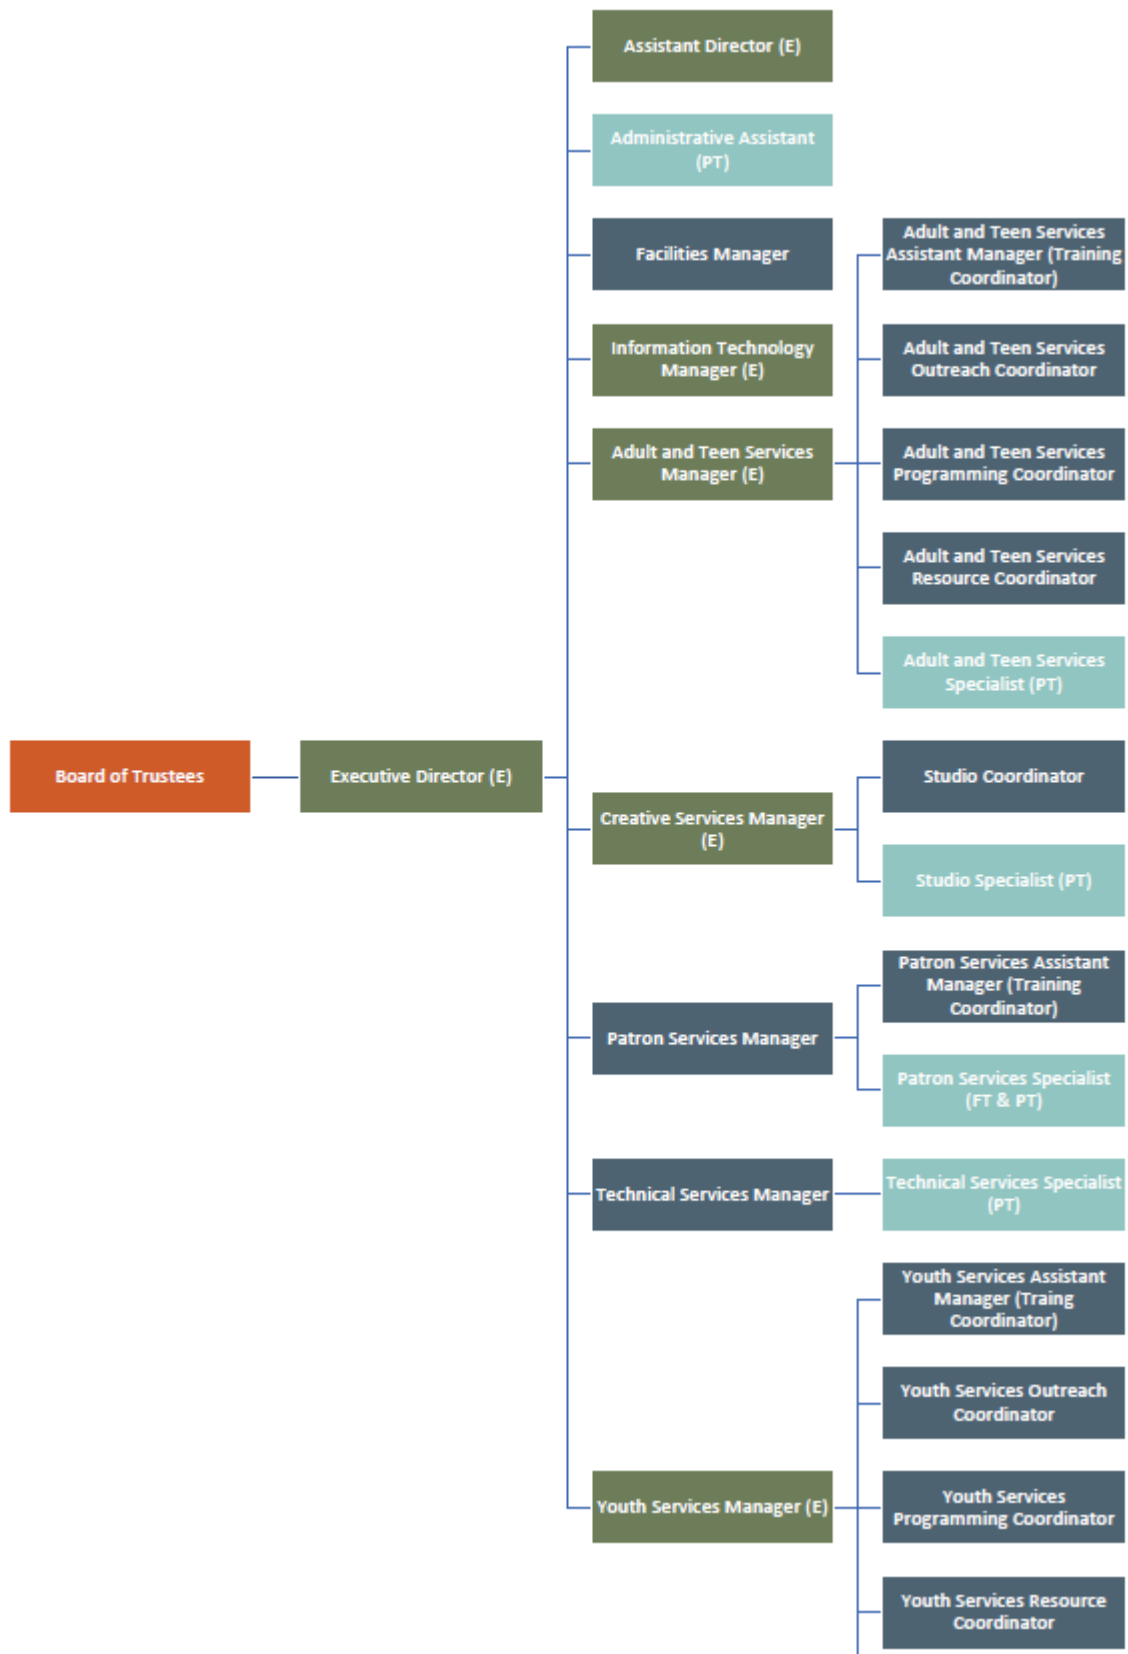 Assistant Director (E)
Administrative Assistant
(PT)
Facilities Manager
Adult and Teen Services
Assistant Manager (Training
Coordinator)
Information Technology
Manager (E)
Adult and Teen Services
Outreach Coordinator
Adult and Teen Services
Manager (E)
Adult and Teen Services
Programming Coordinator
Adult and Teen Services
Resource Coordinator
Adult and Teen Services
Specialist (PT)
Board of Trustees
Executive Director (E)
Studio Coordinator
Creative Services Manager
(E)
Studio Specialist (PT)
Patron Services Assistant
Manager (Training
Coordinator)
Patron Services Manager
Patron Services Specialist
(FT & PT)
Technical Services Manager
Technical Services Specialist
(PT)
Youth Services Assistant
Manager (Traing
Coordinator)
Youth Services Outreach
Coordinator
Youth Services Manager (E)
Youth Services
Programming Coordinator
Youth Services Resource
Coordinator